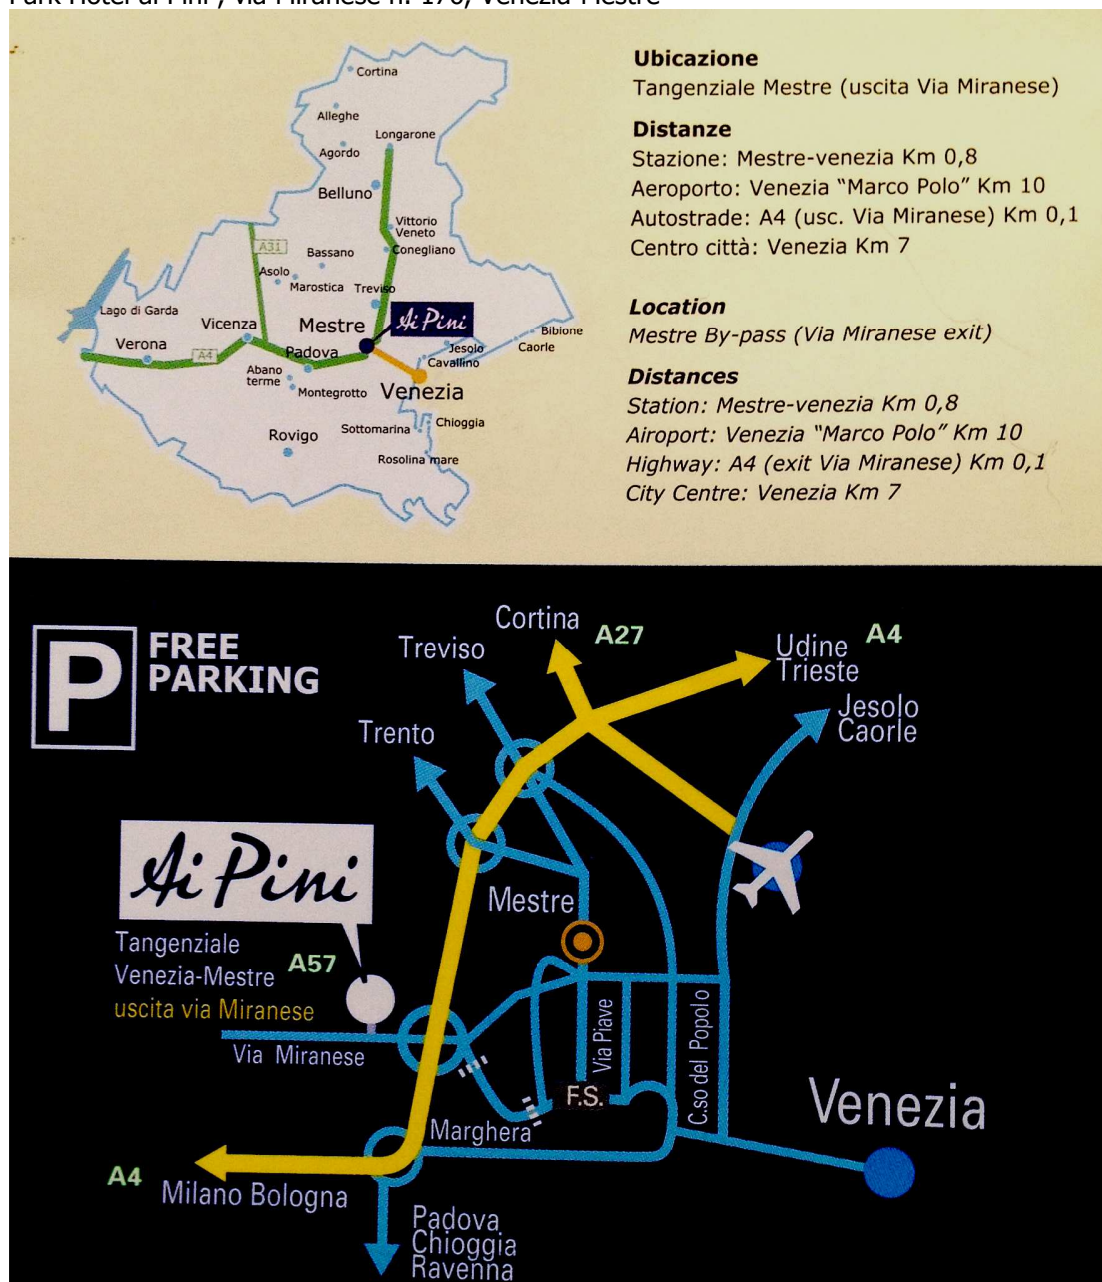 Park Hotel ai Pini , via Miranese n. 176, Venezia-Mestre
Cortina
Alleghe
Longarone
Agordo
Belluno
Vittorio
Veneto
A31
Conegliano
Bassano
Asolo
Marostica
Treviso
Lago di Garda
Vicenza
Mestre
Ai Pini
Bibione
Caorle
Verona
A4
Padova
Jesolo
Cavallino
Abano
terme
Montegrotto
Venezia
Chioggia
Sottomarina
Rovigo
Rosolina mare
Ubicazione
Tangenziale Mestre (uscita Via Miranese)
Distanze
Stazione: Mestre-venezia Km 0,8
Aeroporto: Venezia “Marco Polo” Km 10
Autostrade: A4 (usc. Via Miranese) Km 0,1
Centro città: Venezia Km 7
Location
Mestre By-pass (Via Miranese exit)
Distances
Station: Mestre-venezia Km 0,8
Airoport: Venezia “Marco Polo” Km 10
Highway: A4 (exit Via Miranese) Km 0,1
City Centre: Venezia Km 7
P
FREE
PARKING
Cortina
A27
A4
Treviso
Udine
Trieste
Jesolo
Caorle
Trento
Ai Pini
Mestre
Tangenziale
Venezia-Mestre
A57
uscita via Miranese
Via Miranese
Via Piave
C.so del Popolo
F.S.
Venezia
Marghera
A4
Milano Bologna
Padova
Chioggia
Ravenna